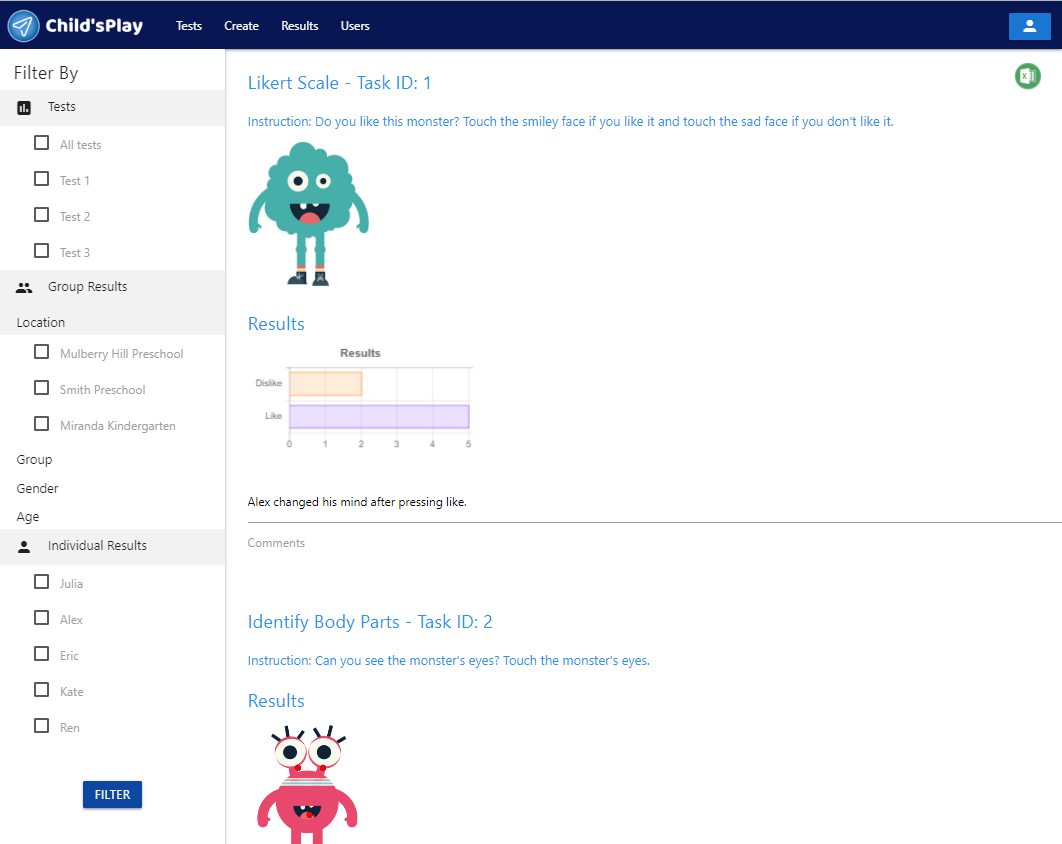 Child'sPlay
Tests
Create
Results
Users
Filter By
Tests
All tests
Test 1
Test 2
Test 3
Group Results
Location
Mulberry Hill Preschool
Smith Preschool
Miranda Kindergarten
Group
Gender
Age
Individual Results
Julia
Alex
Eric
Kate
Ren
FILTER
Likert Scale - Task ID: 1
Instruction: Do you like this monster? Touch the smiley face if you like it and touch the sad face if you don't like it.
Results
Results
Dislike
Like
0 1 2 3 4 5
Alex changed his mind after pressing like.
Comments
Identify Body Parts - Task ID: 2
Instruction: Can you see the monster's eyes? Touch the monster's eyes.
Results